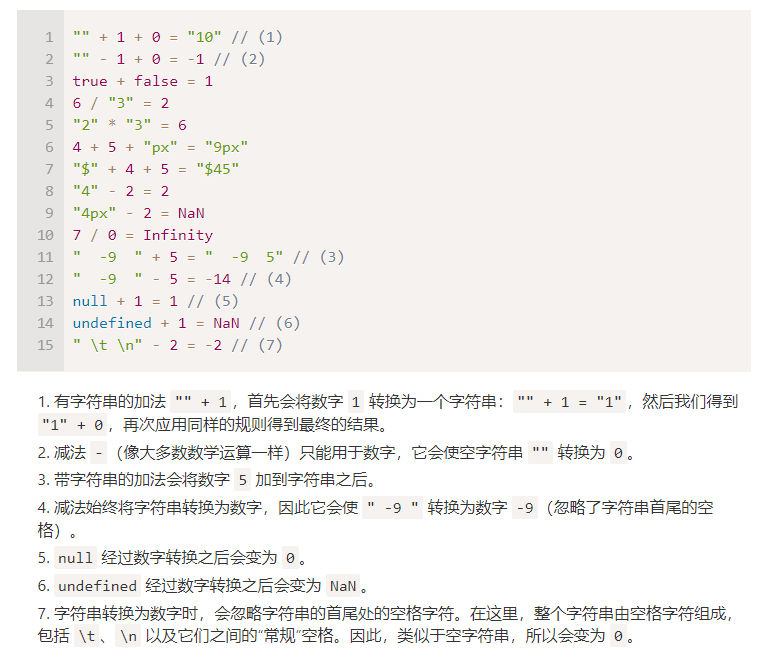 1 "" + 1 + 0 = "10" // (1)
2 "" - 1 + 0 = -1 // (2)
3 true + false = 1
4 6 / "3" = 2
5 "2" * "3" = 6
6 4 + 5 + "px" = "9px"
7 "$" + 4 + 5 = "$45"
8 "4" - 2 = 2
9 "4px" - 2 = NaN
10 7 / 0 = Infinity
11 "  -9  " + 5 = "  -9  5" // (3)
12 "  -9  " - 5 = -14 // (4)
13 null + 1 = 1 // (5)
14 undefined + 1 = NaN // (6)
15 " \t \n" - 2 = -2 // (7)
1. 有字符串的加法 "" + 1，首先会将数字 1 转换为一个字符串："" + 1 = "1"，然后我们得到
"1" + 0，再次应用同样的规则得到最终的结果。
2. 减法 -（像大多数数学运算一样）只能用于数字，它会使空字符串 "" 转换为 0。
3. 带字符串的加法会将数字 5 加到字符串之后。
4. 减法始终将字符串转换为数字，因此它会使 " -9 " 转换为数字 -9（忽略了字符串首尾的空
格）。
5. null 经过数字转换之后会变为 0。
6. undefined 经过数字转换之后会变为 NaN。
7. 字符串转换为数字时，会忽略字符串的首尾处的空格字符。在这里，整个字符串由空格字符组成，
包括 \t、\n 以及它们之间的“常规”空格。因此，类似于空字符串，所以会变为 0。